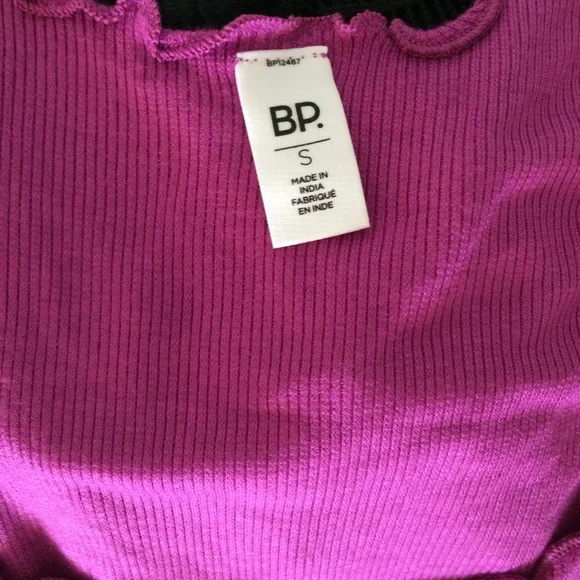 BP12487
BP.
S
MADE IN
INDIA
FABRIQUÉ
EN INDE